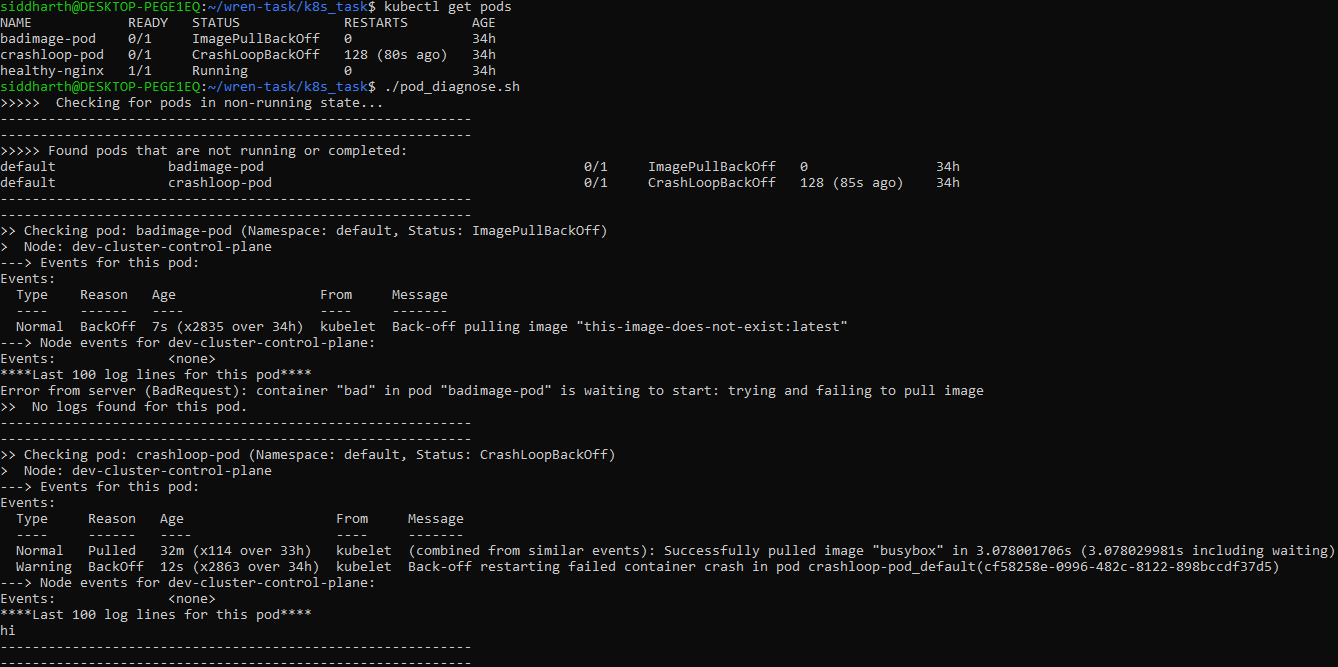 siddharth@DESKTOP-PEGE1EQ:~/wren-task/k8s_task$ kubectl get pods
NAME            READY   STATUS             RESTARTS        AGE
badimage-pod    0/1     ImagePullBackOff   0               34h
crashloop-pod   0/1     CrashLoopBackOff   128 (80s ago)   34h
healthy-nginx   1/1     Running            0               34h
siddharth@DESKTOP-PEGE1EQ:~/wren-task/k8s_task$ ./pod_diagnose.sh
>>>>>  Checking for pods in non-running state...
-----------------------------------------------------------
-----------------------------------------------------------
>>>>> Found pods that are not running or completed:
default              badimage-pod                                        0/1     ImagePullBackOff   0               34h
default              crashloop-pod                                       0/1     CrashLoopBackOff   128 (85s ago)   34h
-----------------------------------------------------------
-----------------------------------------------------------
>> Checking pod: badimage-pod (Namespace: default, Status: ImagePullBackOff)
>  Node: dev-cluster-control-plane
---> Events for this pod:
Events:
  Type    Reason   Age                   From     Message
  ----    ------   ----                  ----     -------
  Normal  BackOff  7s (x2835 over 34h)  kubelet  Back-off pulling image "this-image-does-not-exist:latest"
---> Node events for dev-cluster-control-plane:
Events:              <none>
****Last 100 log lines for this pod****
Error from server (BadRequest): container "bad" in pod "badimage-pod" is waiting to start: trying and failing to pull image
>>  No logs found for this pod.
-----------------------------------------------------------
-----------------------------------------------------------
>> Checking pod: crashloop-pod (Namespace: default, Status: CrashLoopBackOff)
>  Node: dev-cluster-control-plane
---> Events for this pod:
Events:
  Type     Reason   Age                   From     Message
  ----     ------   ----                  ----     -------
  Normal   Pulled   32m (x114 over 33h)   kubelet  (combined from similar events): Successfully pulled image "busybox" in 3.078001706s (3.078029981s including waiting)
  Warning  BackOff  12s (x2863 over 34h)  kubelet  Back-off restarting failed container crash in pod crashloop-pod_default(cf58258e-0996-482c-8122-898bccdf37d5)
---> Node events for dev-cluster-control-plane:
Events:              <none>
****Last 100 log lines for this pod****
hi
-----------------------------------------------------------
-----------------------------------------------------------